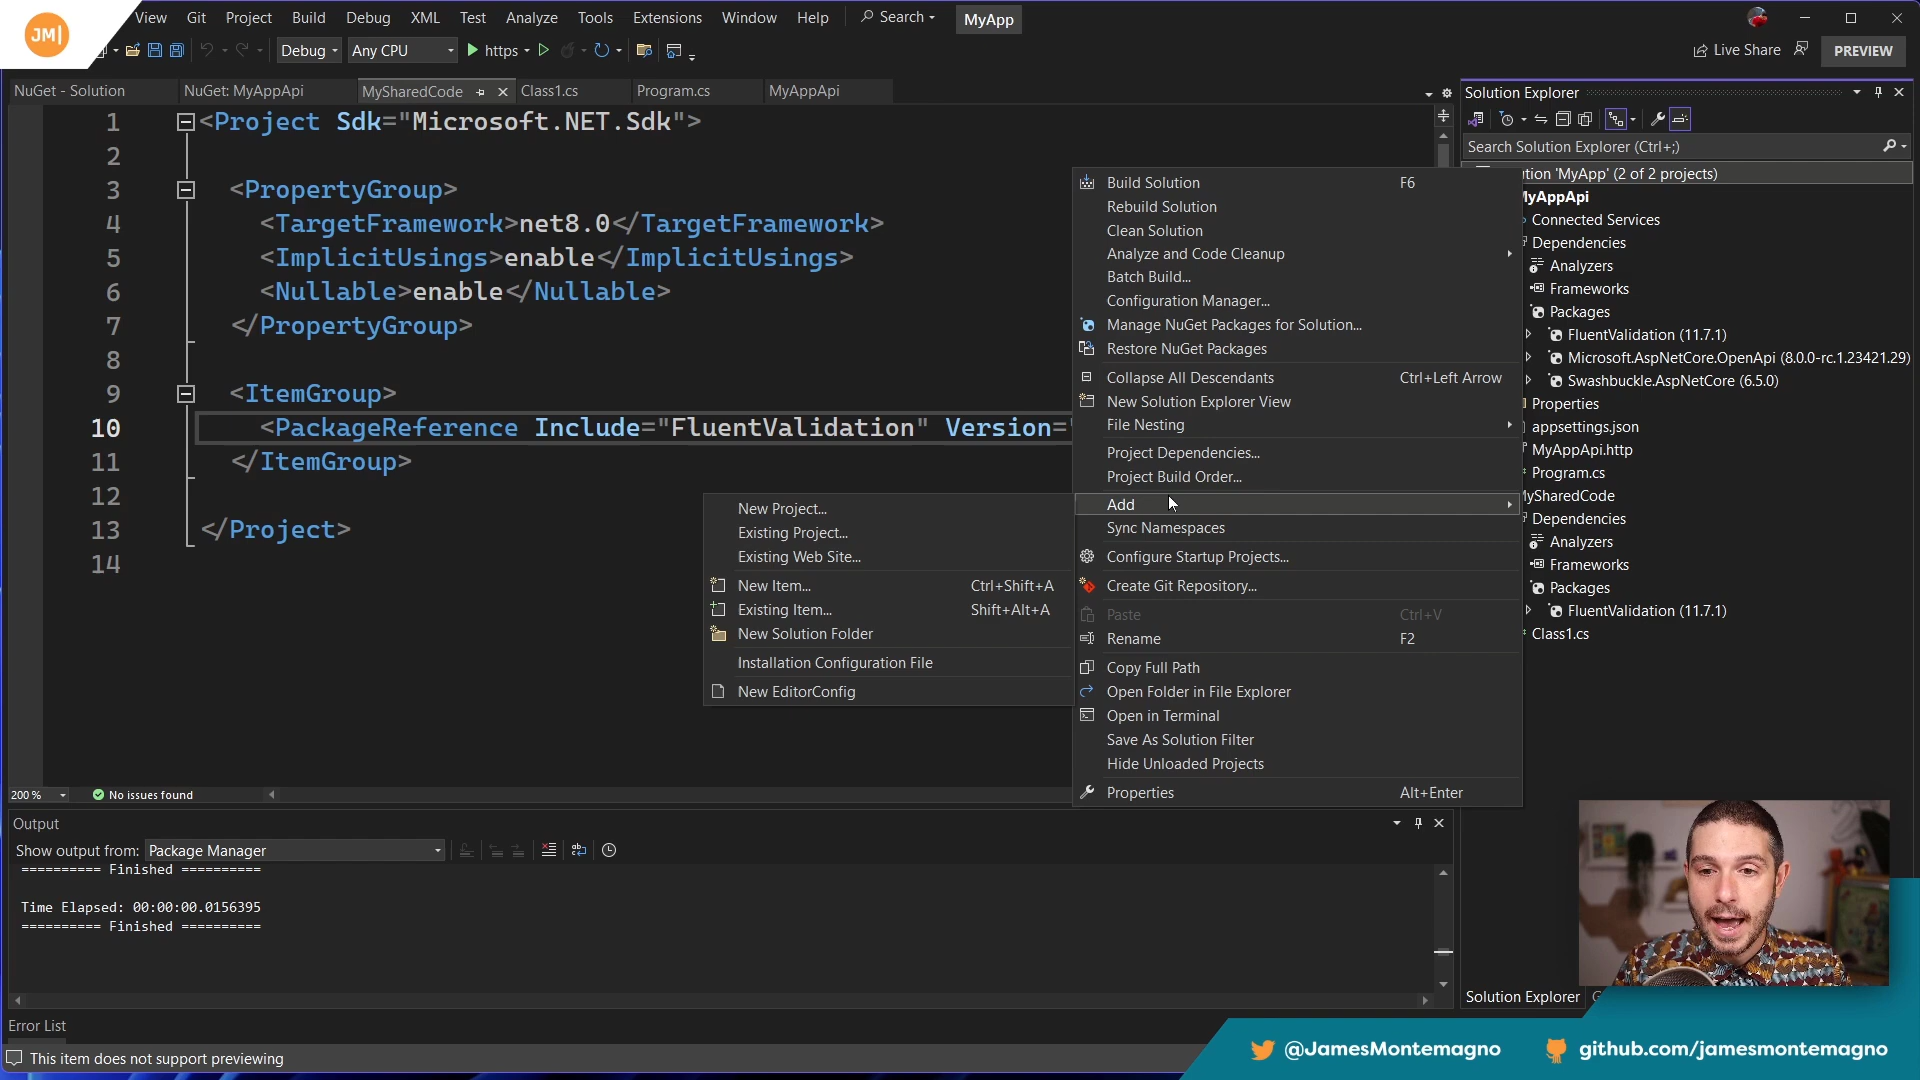 JM|
View Git Project Build Debug XML Test Analyze Tools Extensions Window Help Search MyApp
Debug Any CPU https Live Share PREVIEW
NuGet - Solution NuGet: MyAppApi MySharedCode Class1.cs Program.cs MyAppApi
1 <Project Sdk="Microsoft.NET.Sdk">
2
3 <PropertyGroup>
4 <TargetFramework>net8.0</TargetFramework>
5 <ImplicitUsings>enable</ImplicitUsings>
6 <Nullable>enable</Nullable>
7 </PropertyGroup>
8
9 <ItemGroup>
10 <PackageReference Include="FluentValidation" Version=
11 </ItemGroup>
12
13 </Project>
14
New Project...
Existing Project...
Existing Web Site...
New Item... Ctrl+Shift+A
Existing Item... Shift+Alt+A
New Solution Folder
Installation Configuration File
New EditorConfig
Build Solution F6
Rebuild Solution
Clean Solution
Analyze and Code Cleanup
Batch Build...
Configuration Manager...
Manage NuGet Packages for Solution...
Restore NuGet Packages
Collapse All Descendants Ctrl+Left Arrow
New Solution Explorer View
File Nesting
Project Dependencies...
Project Build Order...
Add
Sync Namespaces
Configure Startup Projects...
Create Git Repository...
Paste Ctrl+V
Rename F2
Copy Full Path
Open Folder in File Explorer
Open in Terminal
Save As Solution Filter
Hide Unloaded Projects
Properties Alt+Enter
Solution Explorer
Search Solution Explorer (Ctrl+;)
'MyApp' (2 of 2 projects)
MyAppApi
Connected Services
Dependencies
Analyzers
Frameworks
Packages
FluentValidation (11.7.1)
Microsoft.AspNetCore.OpenApi (8.0.0-rc.1.23421.29)
Swashbuckle.AspNetCore (6.5.0)
Properties
appsettings.json
MyAppApi.http
Program.cs
MySharedCode
Dependencies
Analyzers
Frameworks
Packages
FluentValidation (11.7.1)
Class1.cs
200 % No issues found
Output
Show output from: Package Manager
========== Finished ==========
Time Elapsed: 00:00:00.0156395
========== Finished ==========
Solution Explorer
Error List
This item does not support previewing
@JamesMontemagno github.com/jamesmontemagno